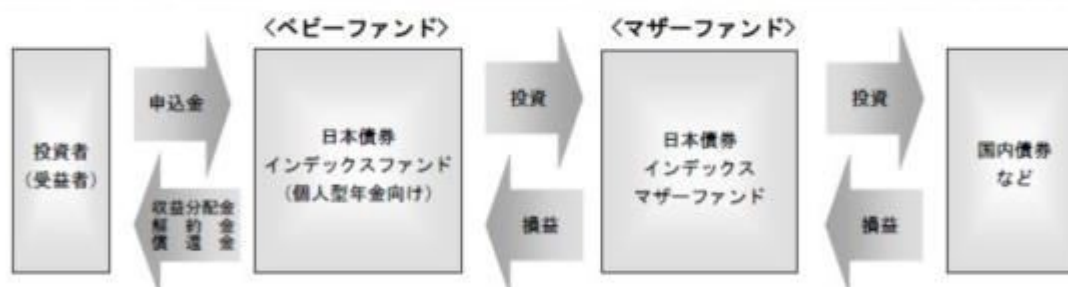 〈ベビーファンド〉
〈マザーファンド〉
投資者
（受益者）
申込金
収益分配金
解約金
償還金
日本債券
インデックスファンド
（個人型年金向け）
投資
損益
日本債券
インデックス
マザーファンド
投資
損益
国内債券
など